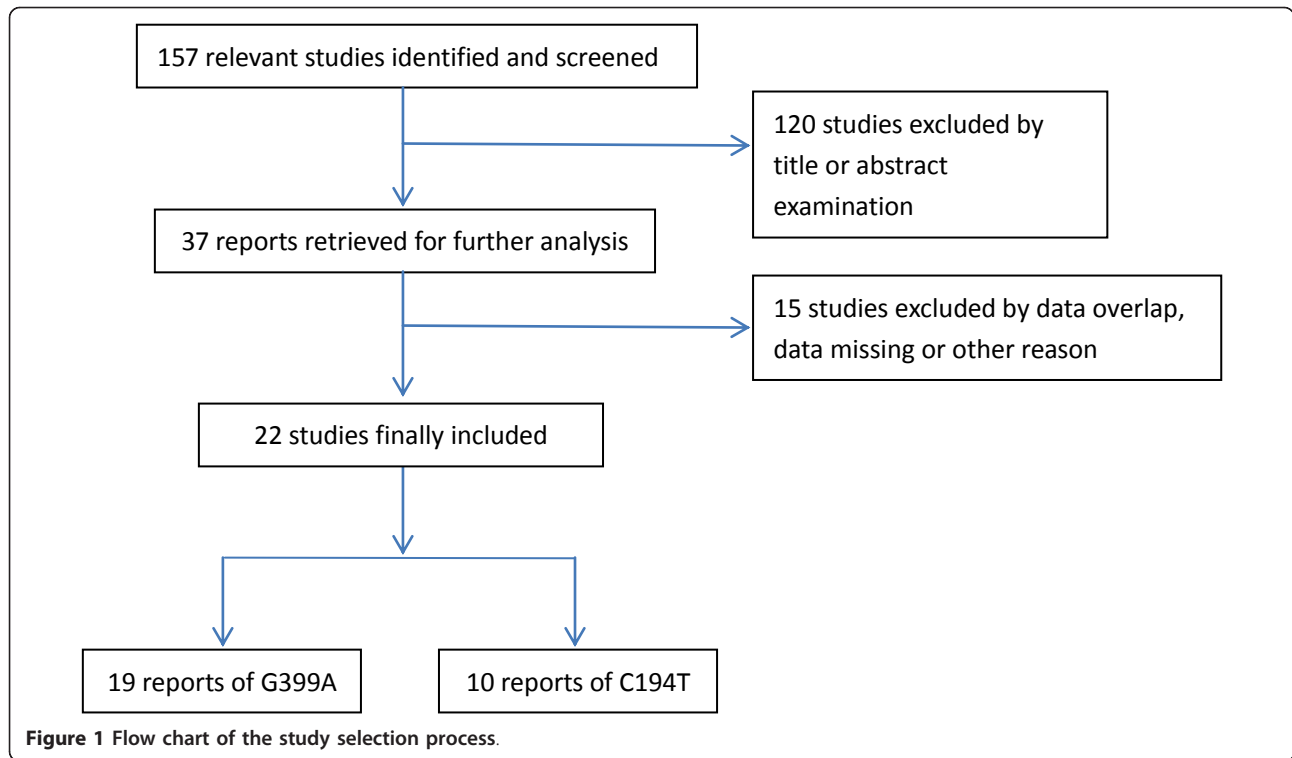 157 relevant studies identified and screened
120 studies excluded by
title or abstract
examination
37 reports retrieved for further analysis
15 studies excluded by data overlap,
data missing or other reason
22 studies finally included
19 reports of G399A
10 reports of C194T
Figure 1 Flow chart of the study selection process.